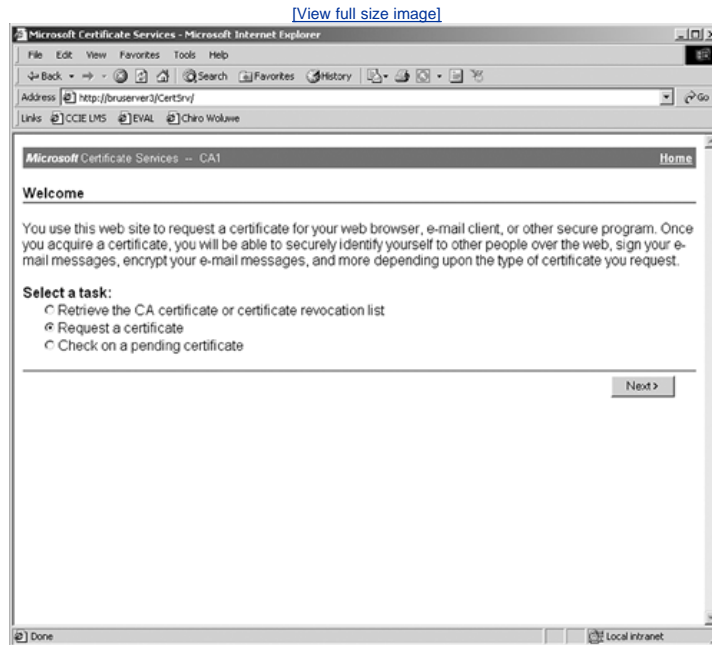 [View full size image]
Microsoft Certificate Services - Microsoft Internet Explorer
File Edit View Favorites Tools Help
Back Search Favorites History
Address http://bruserver3/CertSrv/ Go
Links CCIE LMS EVAL Chiro Woluwe
Microsoft Certificate Services -- CA1 Home
Welcome
You use this web site to request a certificate for your web browser, e-mail client, or other secure program. Once
you acquire a certificate, you will be able to securely identify yourself to other people over the web, sign your e-
mail messages, encrypt your e-mail messages, and more depending upon the type of certificate you request.
Select a task:
Retrieve the CA certificate or certificate revocation list
Request a certificate
Check on a pending certificate
Next >
Done Local intranet